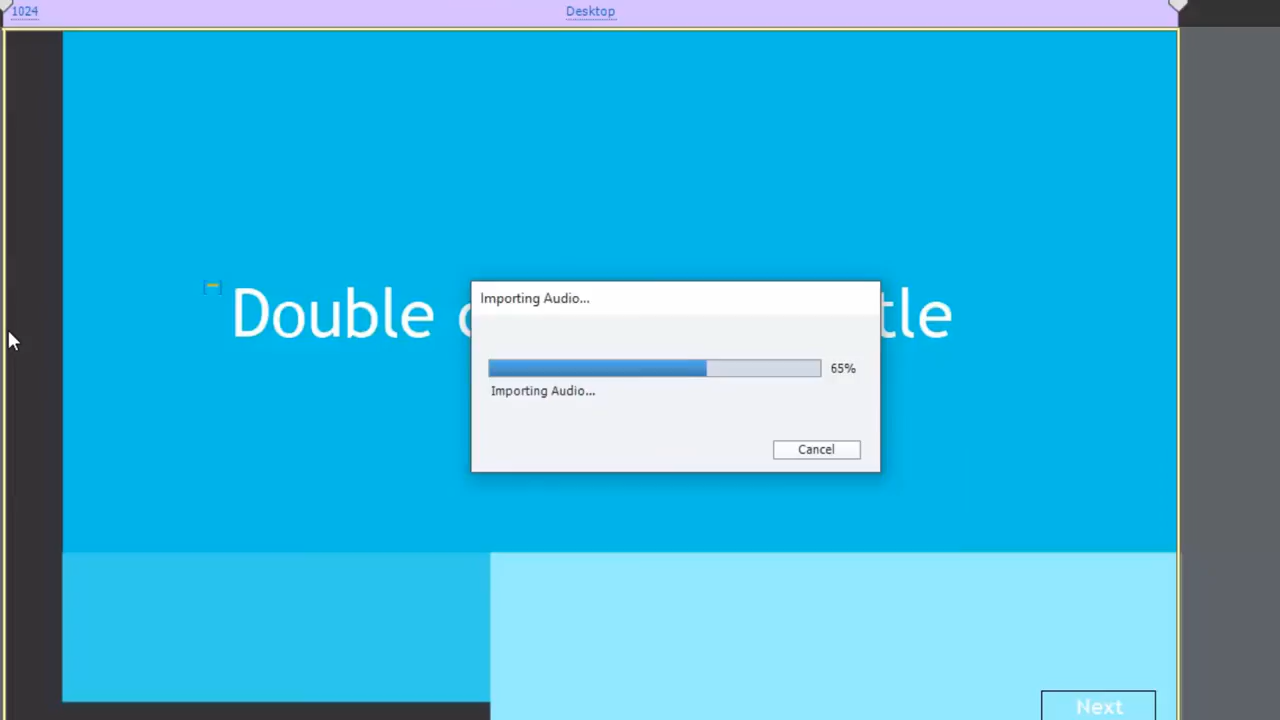 1024
Desktop
Double
tle
Importing Audio...
65%
Importing Audio...
Cancel
Next